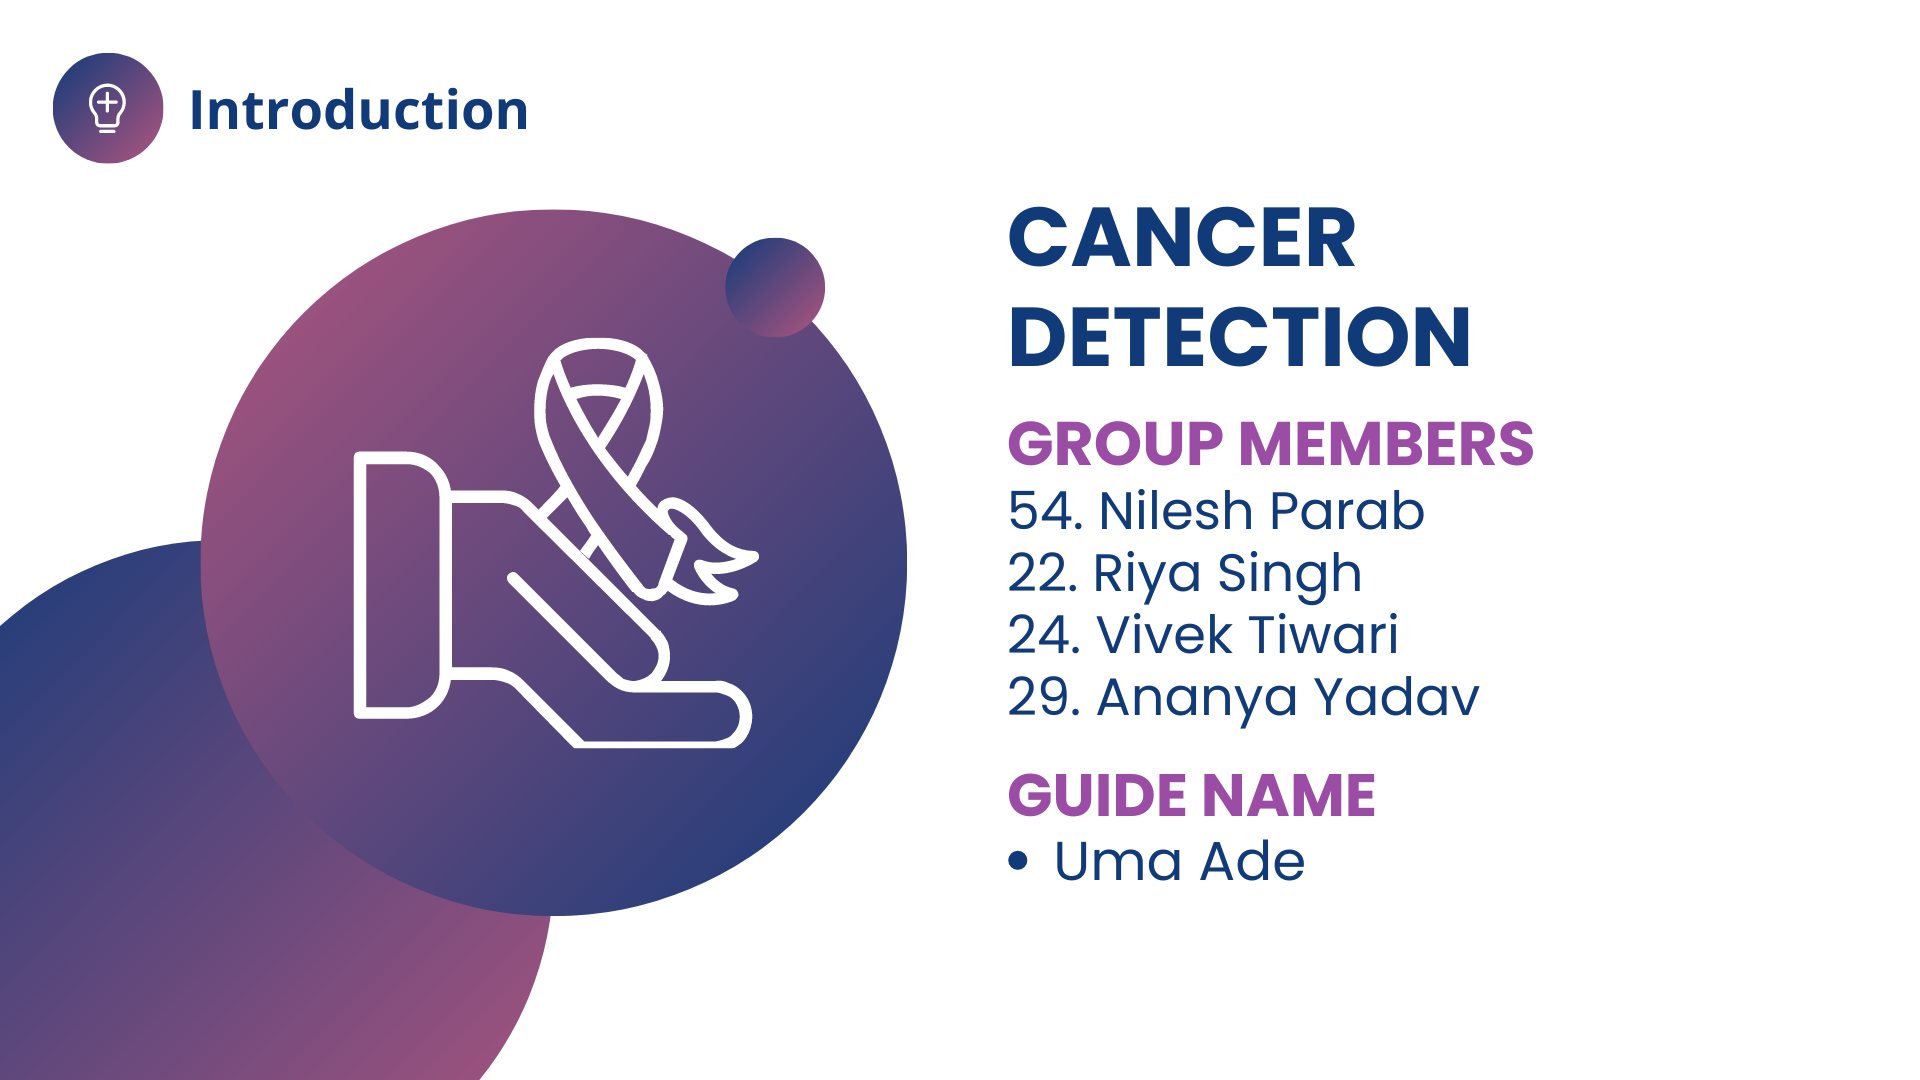 Introduction
CANCER
DETECTION
GROUP MEMBERS
54. Nilesh Parab
22. Riya Singh
24. Vivek Tiwari
29. Ananya Yadav
GUIDE NAME
• Uma Ade